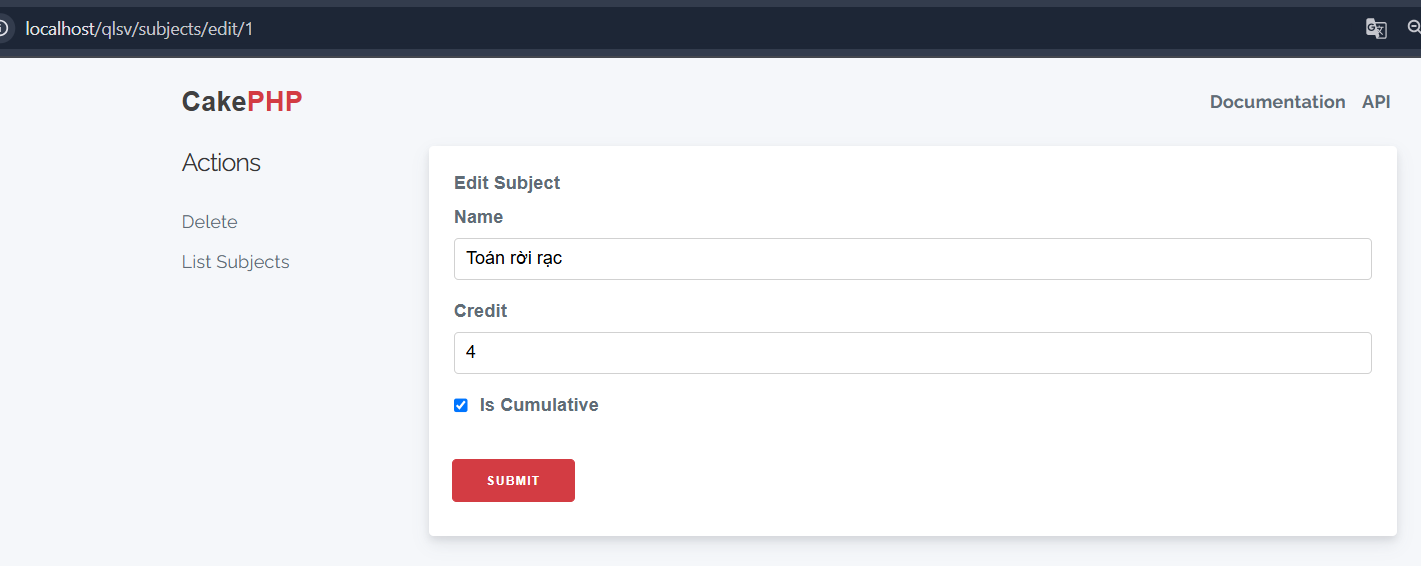 localhost/qlsv/subjects/edit/1
CakePHP
Documentation API
Actions
Delete
List Subjects
Edit Subject
Name
Toán rời rạc
Credit
4
Is Cumulative
SUBMIT